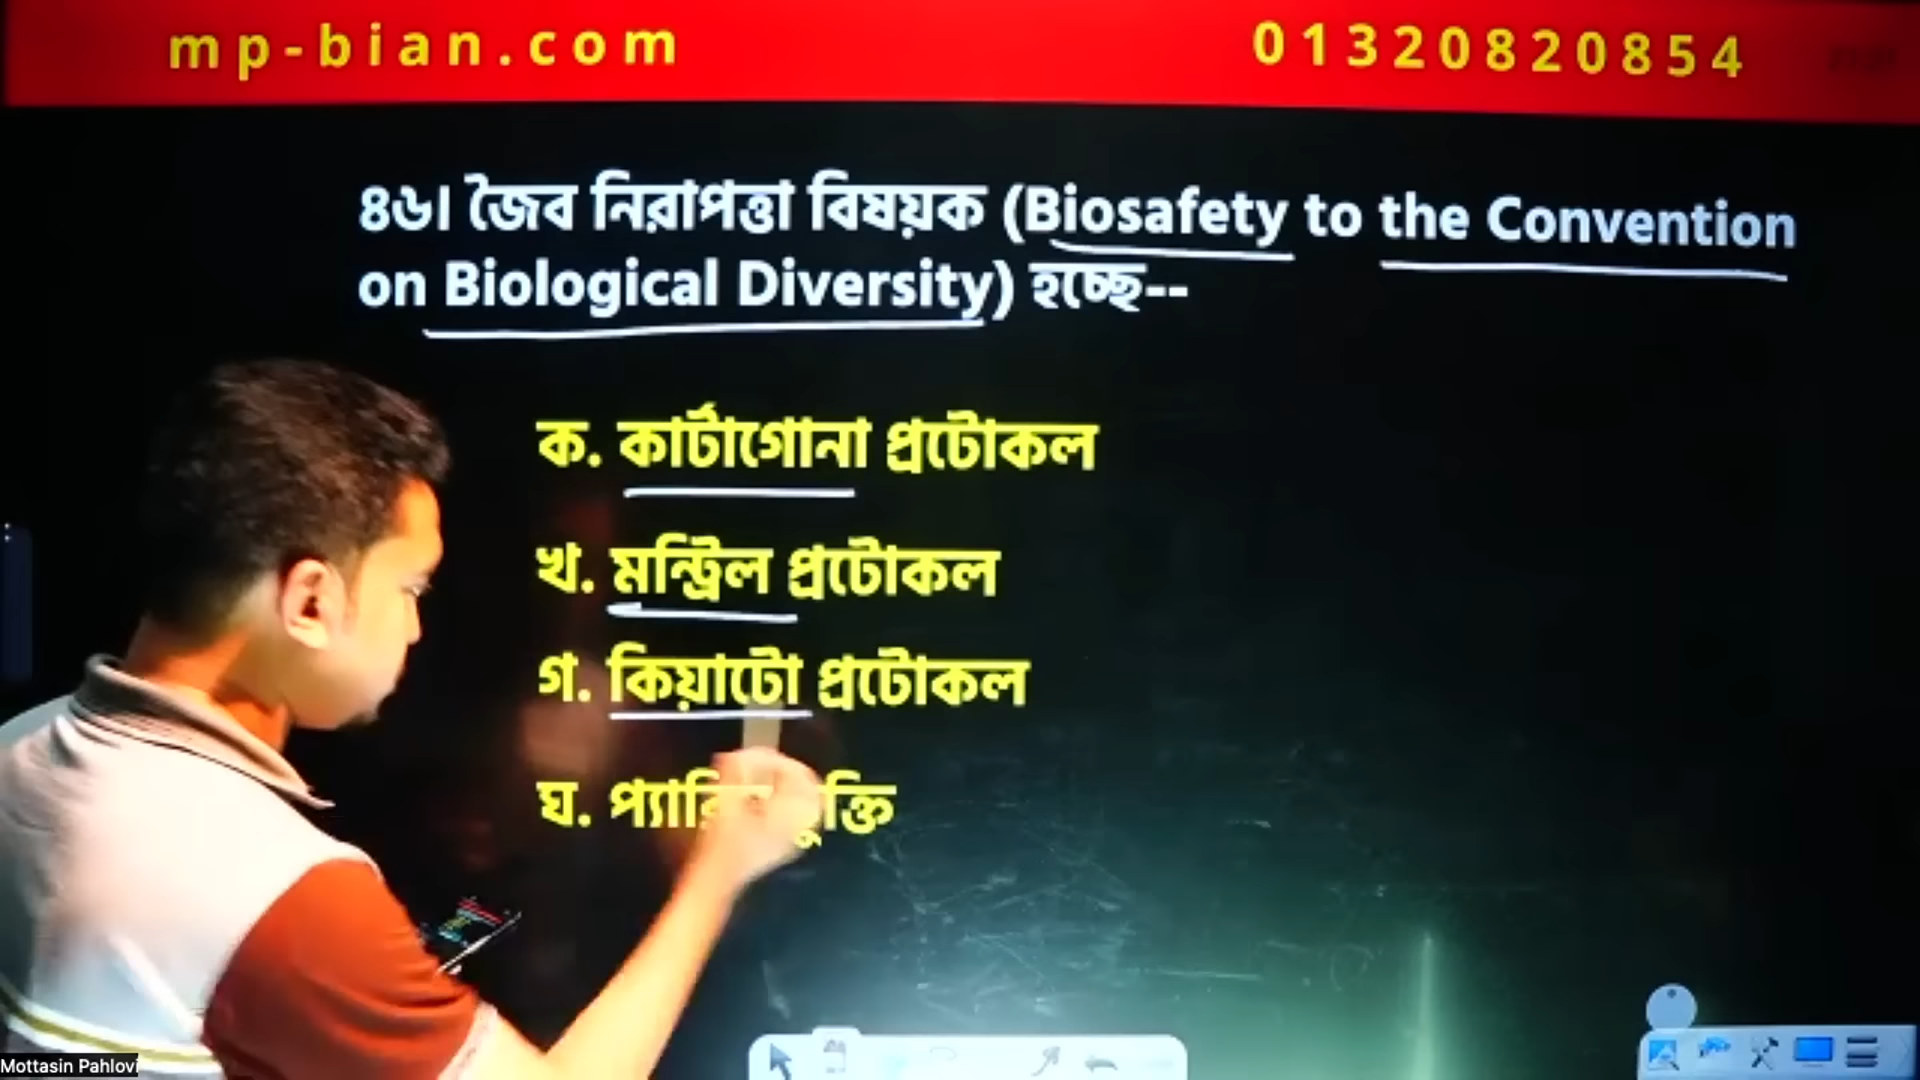 mp-bian.com 01320820854
৪৬। জৈব নিরাপত্তা বিষয়ক (Biosafety to the Convention
on Biological Diversity) হচ্ছে--
ক. কার্টাগোনা প্রটোকল
খ. মন্ট্রিল প্রটোকল
গ. কিয়াটো প্রটোকল
ঘ.
Mottasin Pahlovi